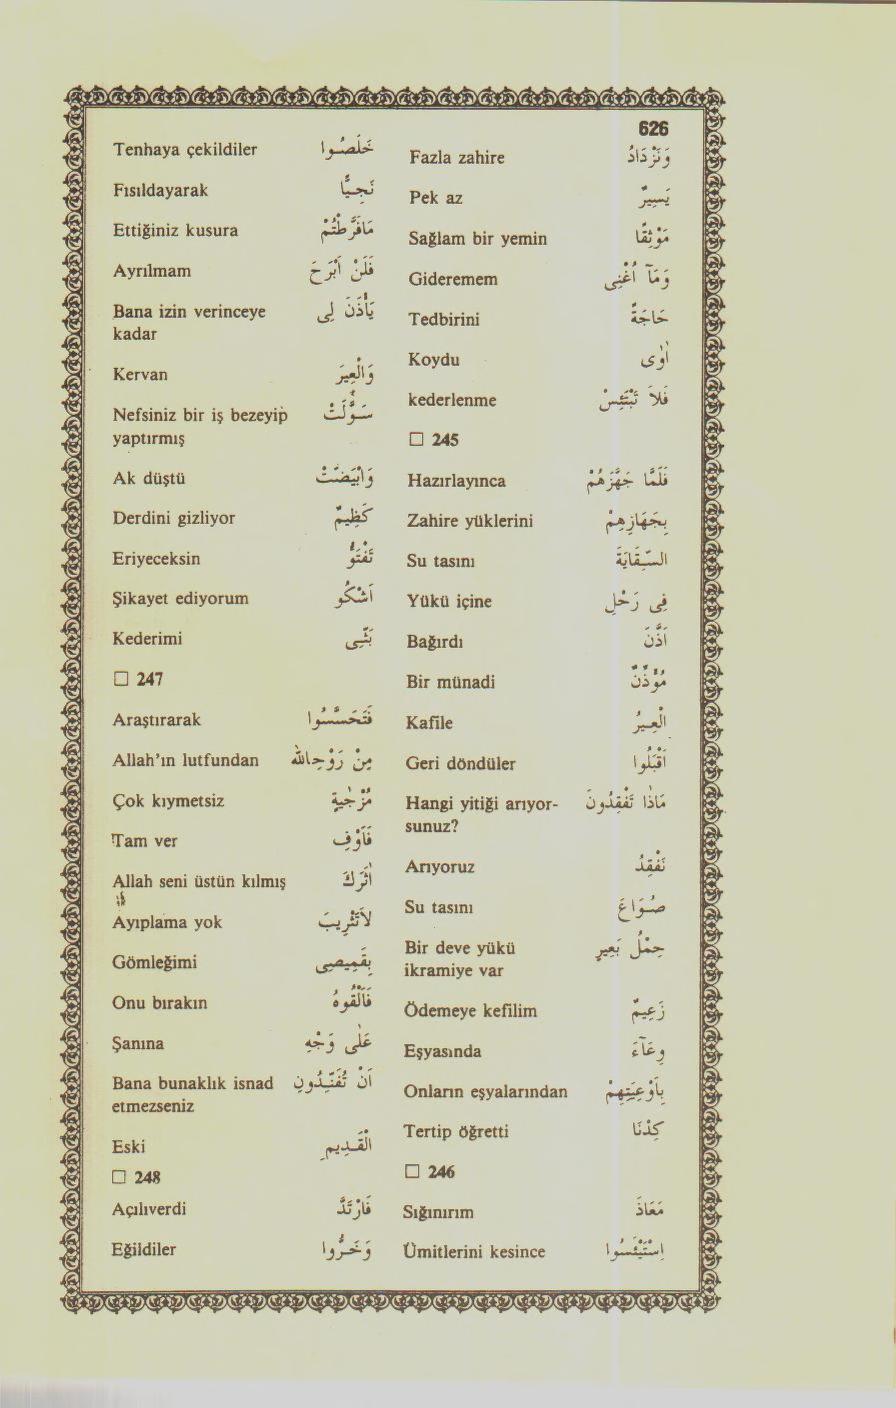 626
Fazla zahire وَنَزْدَادُ
Pek az يَسِيرٌ
Sağlam bir yemin مَوْثِقًا
Gideremem وَمَآ اُغْنِى
Tedbirini حَاجَةً
Koydu اٰوٰى
kederlenme فَلَا تَبْتَئِسْ
□ 245
Hazırlayınca فَلَمَّا جَهَّزَهُمْ
Zahire yüklerini بِجَهَازِهِمْ
Su tasını السِّقَايَةَ
Yükü içine فِى رَحْلِ
Bağırdı اَذَّنَ
Bir münadi مُؤَذِّنٌ
Kafile الْعِيرُ
Geri döndüler اَقْبَلُوا
Hangi yitiği arıyor- مَاذَا تَفْقِدُونَ
sunuz?
Arıyoruz نَفْقِدُ
Su tasını صُوَاعَ
Bir deve yükü حِمْلُ بَعِيرٍ
ikramiye var
Ödemeye kefilim زَعِيمٌ
Eşyasında وِعَآءِ
Onların eşyalarından بِاَوْعِيَتِهِمْ
Tertip öğretti كِدْنَا
□ 246
Sığınırım مَعَاذَ
Ümitlerini kesince اِسْتَيْئَسُوا
Tenhaya çekildiler خَلَصُوا
Fısıldayarak نَجِيًّا
Ettiğiniz kusura مَافَرَّطْتُمْ
Ayrılmam فَلَنْ اَبْرَحَ
Bana izin verinceye يَأْذَنَ لِى
kadar
Kervan وَالْعِيرَ
Nefsiniz bir iş bezeyip سَوَّلَتْ
yaptırmış
Ak düştü وَابْيَضَّتْ
Derdini gizliyor كَظِيمٌ
Eriyeceksin تَفْتَؤُ
Şikayet ediyorum اَشْكُو
Kederimi بَثِّى
□ 247
Araştırarak فَتَحَسَّسُوا
Allah'ın lutfundan مِنْ رَوْحِ اللّٰه
Çok kıymetsiz مُزْجٰيةٍ
Tam ver فَاَوْفِ
Allah seni üstün kılmış اٰثَرَكَ
Ayıplama yok لَاتَثْرِيبَ
Gömleğimi بِقَمِيصِى
Onu bırakın فَاَلْقُوهُ
Şanına عَلٰى وَجْهِ
Bana bunaklık isnad اَنْ تُفَنِّدُونِ
etmezseniz
Eski الْقَدِيمِ
□ 248
Açılıverdi فَارْتَدَّ
Eğildiler وَخَرُّوا